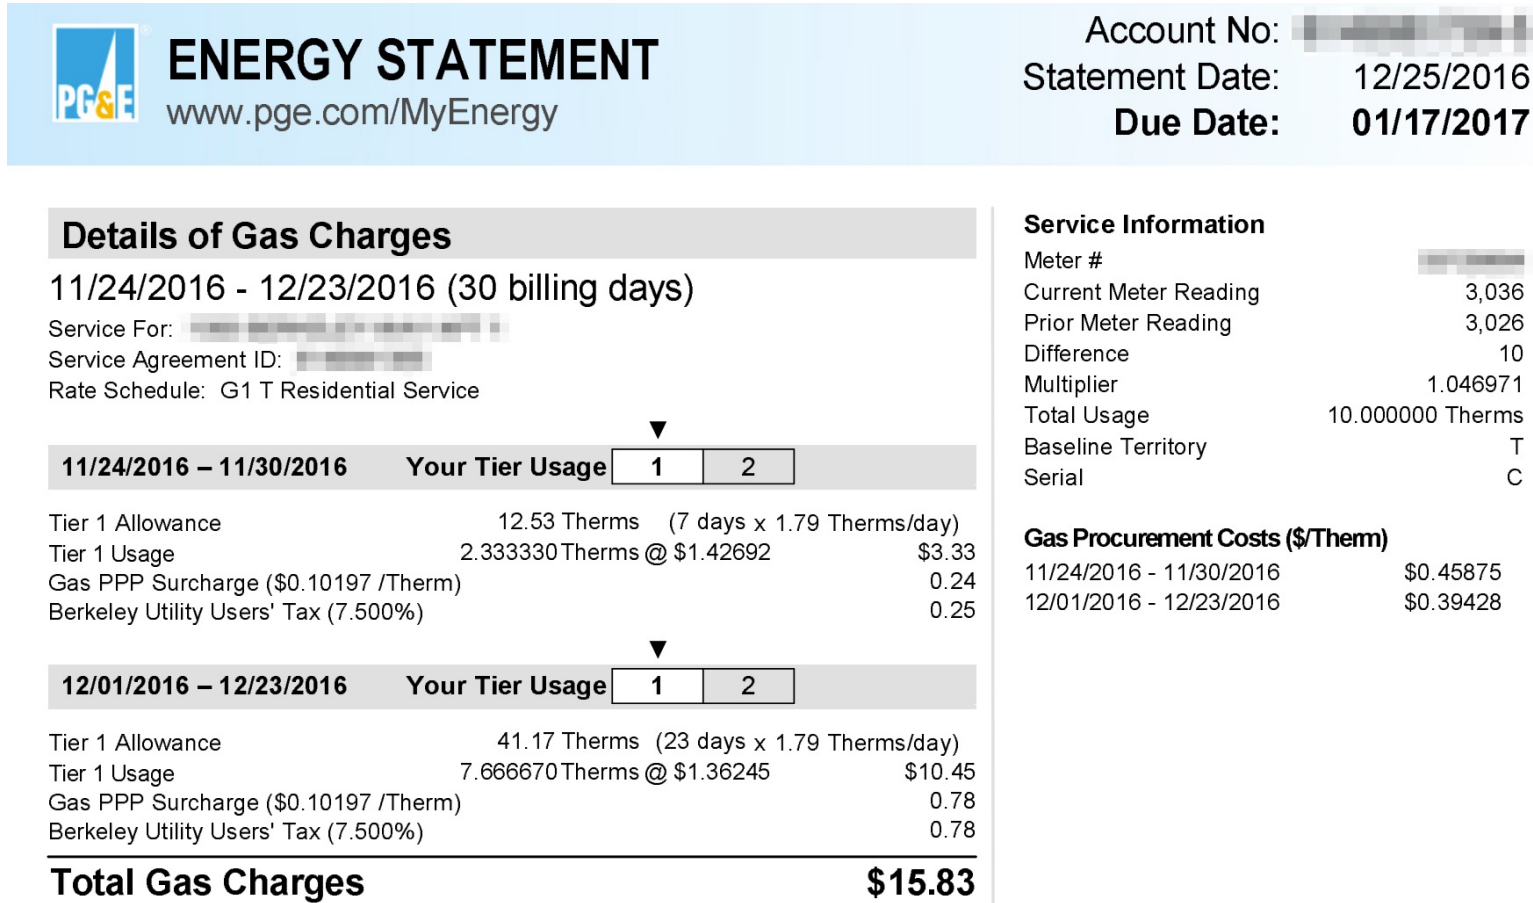 PG&E
®
ENERGY STATEMENT
www.pge.com/MyEnergy
Account No:
Statement Date: 12/25/2016
Due Date: 01/17/2017
Details of Gas Charges
11/24/2016 - 12/23/2016 (30 billing days)
Service For:
Service Agreement ID:
Rate Schedule: G1 T Residential Service
11/24/2016 – 11/30/2016 Your Tier Usage 1 2
Tier 1 Allowance 12.53 Therms (7 days x 1.79 Therms/day)
Tier 1 Usage 2.333330 Therms @ $1.42692 $3.33
Gas PPP Surcharge ($0.10197 /Therm) 0.24
Berkeley Utility Users' Tax (7.500%) 0.25
12/01/2016 – 12/23/2016 Your Tier Usage 1 2
Tier 1 Allowance 41.17 Therms (23 days x 1.79 Therms/day)
Tier 1 Usage 7.666670 Therms @ $1.36245 $10.45
Gas PPP Surcharge ($0.10197 /Therm) 0.78
Berkeley Utility Users' Tax (7.500%) 0.78
Total Gas Charges $15.83
Service Information
Meter #
Current Meter Reading 3,036
Prior Meter Reading 3,026
Difference 10
Multiplier 1.046971
Total Usage 10.000000 Therms
Baseline Territory T
Serial C
Gas Procurement Costs ($/Therm)
11/24/2016 - 11/30/2016 $0.45875
12/01/2016 - 12/23/2016 $0.39428